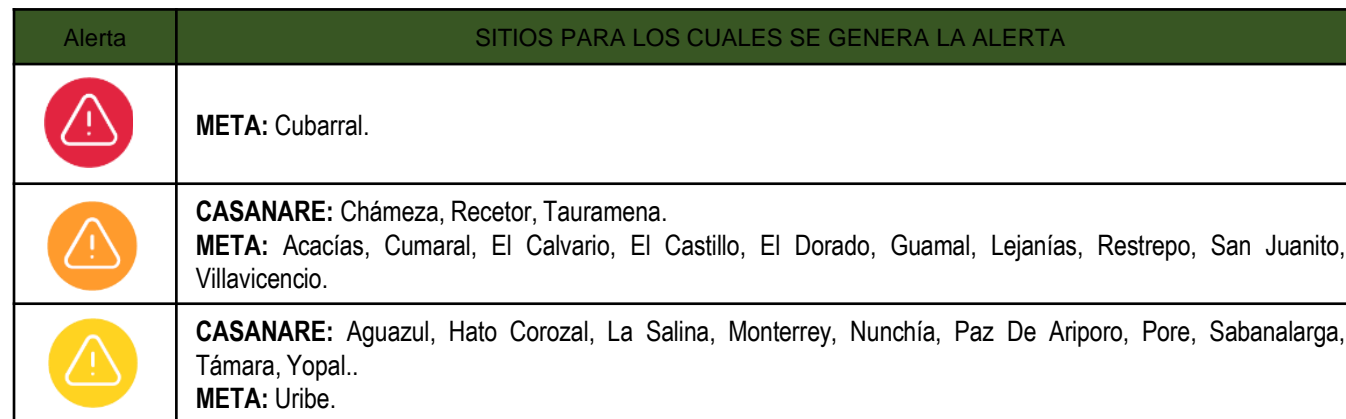 Alerta
SITIOS PARA LOS CUALES SE GENERA LA ALERTA
META: Cubarral.
CASANARE: Chámeza, Recetor, Tauramena.
META: Acacías, Cumaral, El Calvario, El Castillo, El Dorado, Guamal, Lejanías, Restrepo, San Juanito,
Villavicencio.
CASANARE: Aguazul, Hato Corozal, La Salina, Monterrey, Nunchía, Paz De Ariporo, Pore, Sabanalarga,
Támara, Yopal..
META: Uribe.